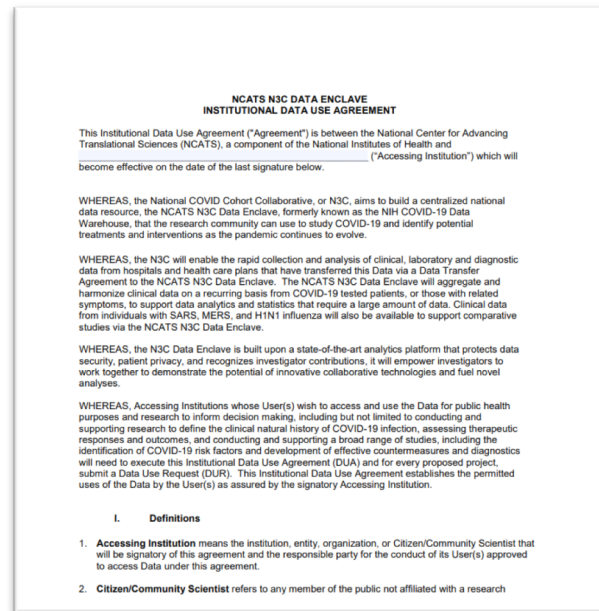 NCATS N3C DATA ENCLAVE
INSTITUTIONAL DATA USE AGREEMENT
This Institutional Data Use Agreement ("Agreement") is between the National Center for Advancing
Translational Sciences (NCATS), a component of the National Institutes of Health and
("Accessing Institution") which will
become effective on the date of the last signature below.
WHEREAS, the National COVID Cohort Collaborative, or N3C, aims to build a centralized national
data resource, the NCATS N3C Data Enclave, formerly known as the NIH COVID-19 Data
Warehouse, that the research community can use to study COVID-19 and identify potential
treatments and interventions as the pandemic continues to evolve.
WHEREAS, the N3C will enable the rapid collection and analysis of clinical, laboratory and diagnostic
data from hospitals and health care plans that have transferred this Data via a Data Transfer
Agreement to the NCATS N3C Data Enclave. The NCATS N3C Data Enclave will aggregate and
harmonize clinical data on a recurring basis from COVID-19 tested patients, or those with related
symptoms, to support data analytics and statistics that require a large amount of data. Clinical data
from individuals with SARS, MERS, and H1N1 influenza will also be available to support comparative
studies via the NCATS N3C Data Enclave.
WHEREAS, the N3C Data Enclave is built upon a state-of-the-art analytics platform that protects data
security, patient privacy, and recognizes investigator contributions, it will empower investigators to
work together to demonstrate the potential of innovative collaborative technologies and fuel novel
analyses.
WHEREAS, Accessing Institutions whose User(s) wish to access and use the Data for public health
purposes and research to inform decision making, including but not limited to conducting and
supporting research to define the clinical natural history of COVID-19 infection, assessing therapeutic
responses and outcomes, and conducting and supporting a broad range of studies, including the
identification of COVID-19 risk factors and development of effective countermeasures and diagnostics
will need to execute this Institutional Data Use Agreement (DUA) and for every proposed project,
submit a Data Use Request (DUR). This Institutional Data Use Agreement establishes the permitted
uses of the Data by the User(s) as assured by the signatory Accessing Institution.
I. Definitions
1. Accessing Institution means the institution, entity, organization, or Citizen/Community Scientist that
will be signatory of this agreement and the responsible party for the conduct of its User(s) approved
to access Data under this agreement.
2. Citizen/Community Scientist refers to any member of the public not affiliated with a research